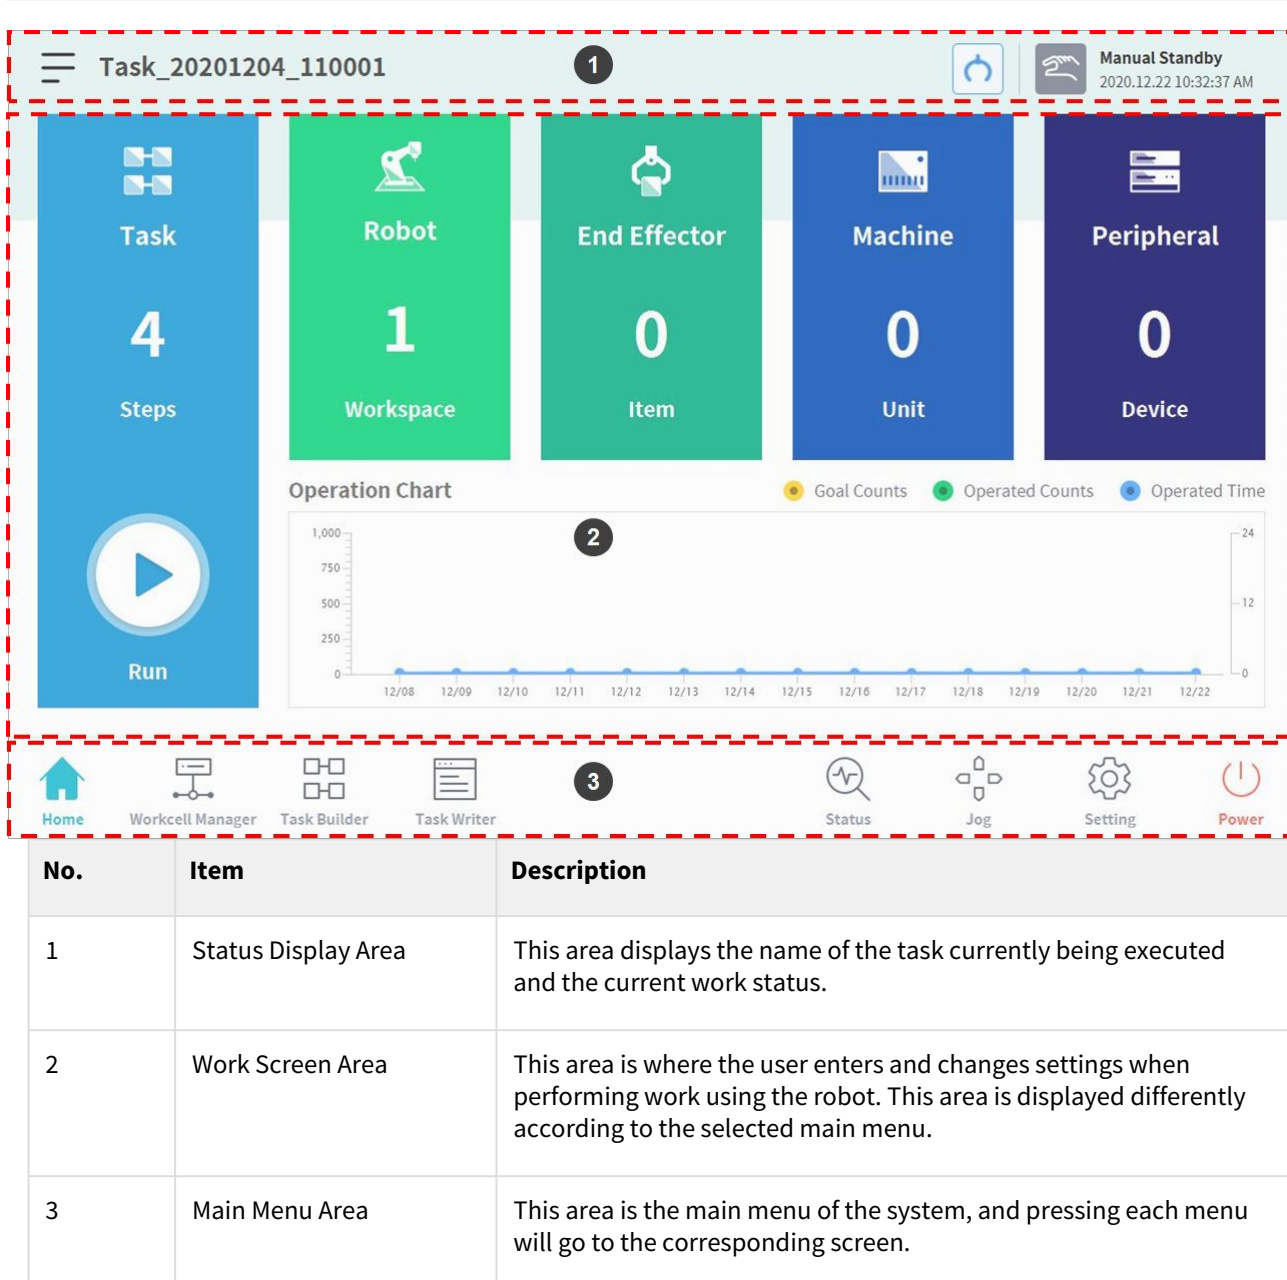 Task_20201204_110001
1
Manual Standby
2020.12.22 10:32:37 AM
Task
4
Steps
Run
Robot
1
Workspace
End Effector
0
Item
Machine
0
Unit
Peripheral
0
Device
Operation Chart
Goal Counts
Operated Counts
Operated Time
2
1,000
750
500
250
0
24
12
0
12/08 12/09 12/10 12/11 12/12 12/13 12/14 12/15 12/16 12/17 12/18 12/19 12/20 12/21 12/22
3
Home
Workcell Manager
Task Builder
Task Writer
Status
Jog
Setting
Power
No. Item Description
1 Status Display Area This area displays the name of the task currently being executed
and the current work status.
2 Work Screen Area This area is where the user enters and changes settings when
performing work using the robot. This area is displayed differently
according to the selected main menu.
3 Main Menu Area This area is the main menu of the system, and pressing each menu
will go to the corresponding screen.